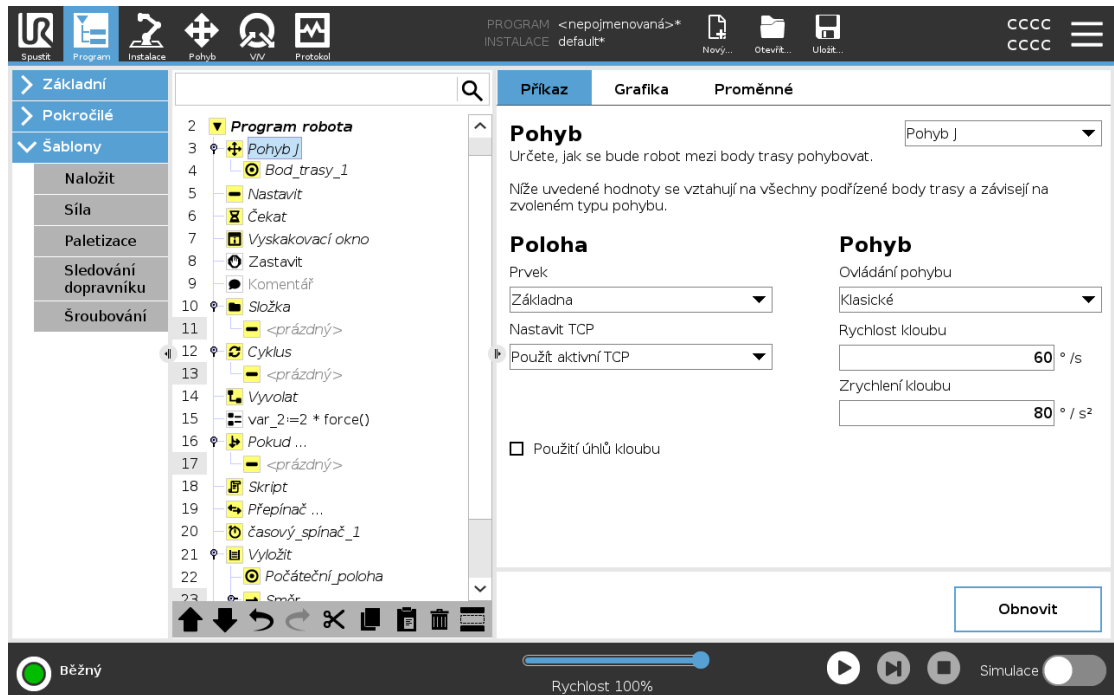 PROGRAM <nepojmenovaná>*
INSTALACE default*
Spustit
Program
Instalace
Pohyb
V/V
Protokol
Nový...
Otevřít...
Uložit...
CCCC
CCCC
Základní
Pokročilé
Šablony
Naložit
Síla
Paletizace
Sledování
dopravníku
Šroubování
2 Program robota
3 Pohyb J
4 Bod_trasy_1
5 Nastavit
6 Čekat
7 Vyskakovací okno
8 Zastavit
9 Komentář
10 Složka
11 <prázdný>
12 Cyklus
13 <prázdný>
14 Vyvolat
15 var_2:=2 * force()
16 Pokud ...
17 <prázdný>
18 Skript
19 Přepínač ...
20 časový_spínač_1
21 Vyložit
22 Počáteční_poloha
23 Směr
Příkaz
Grafika
Proměnné
Pohyb
Pohyb J
Určete, jak se bude robot mezi body trasy pohybovat.
Níže uvedené hodnoty se vztahují na všechny podřízené body trasy a závisejí na
zvoleném typu pohybu.
Poloha
Prvek
Základna
Nastavit TCP
Použít aktivní TCP
Použití úhlů kloubu
Pohyb
Ovládání pohybu
Klasické
Rychlost kloubu
60 ° /s
Zrychlení kloubu
80 ° / s²
Obnovit
Běžný
Rychlost 100%
Simulace